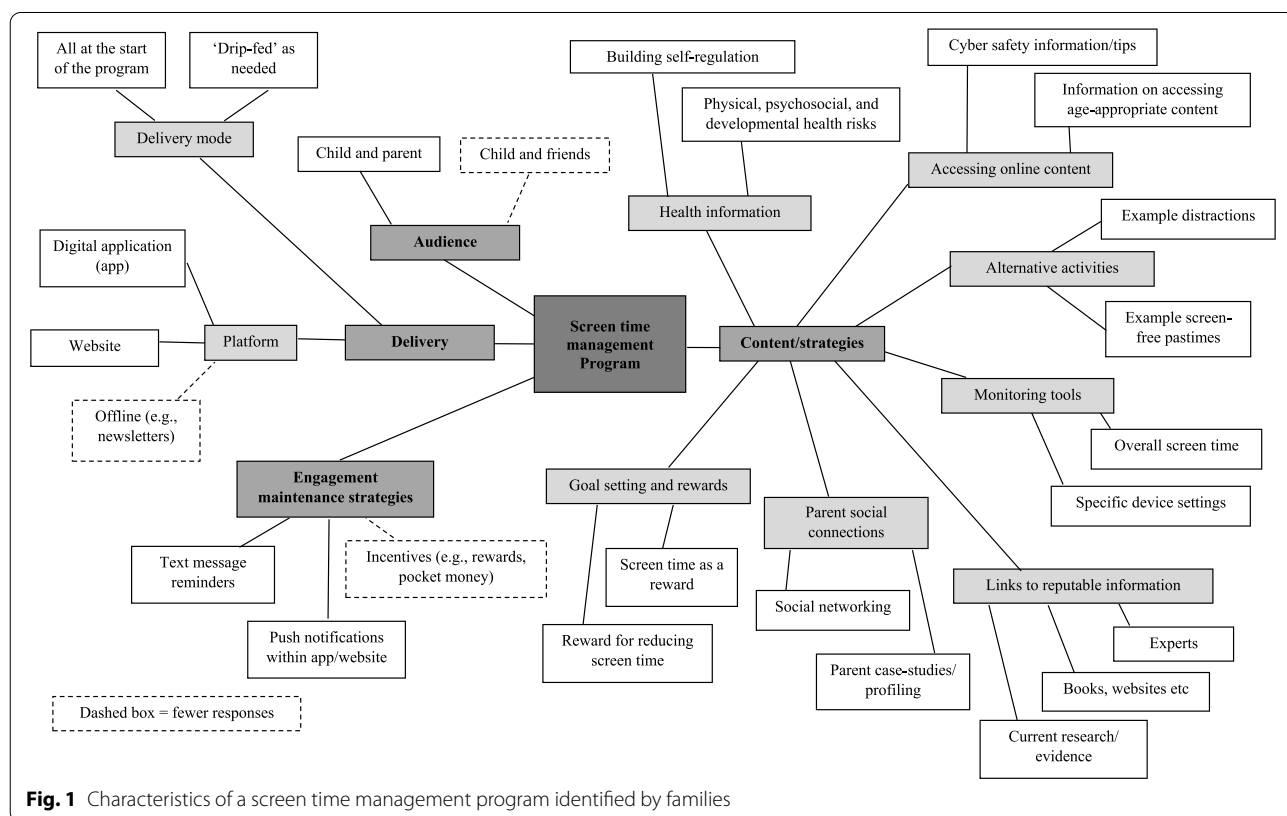 All at the start
of the program
‘Drip-fed’ as
needed
Delivery mode
Building self-regulation
Physical, psychosocial, and
developmental health risks
Health information
Cyber safety information/tips
Information on accessing
age-appropriate content
Accessing online content
Child and parent
Child and friends
Audience
Example distractions
Alternative activities
Example screen-
free pastimes
Digital application
(app)
Website
Platform
Offline (e.g.,
newsletters)
Delivery
Screen time
management
Program
Content/strategies
Monitoring tools
Overall screen time
Specific device settings
Engagement
maintenance strategies
Text message
reminders
Incentives (e.g., rewards,
pocket money)
Push notifications
within app/website
Goal setting and rewards
Screen time as a
reward
Reward for reducing
screen time
Parent social
connections
Social networking
Parent case-studies/
profiling
Links to reputable information
Experts
Books, websites etc
Current research/
evidence
Dashed box = fewer responses
Fig. 1 Characteristics of a screen time management program identified by families